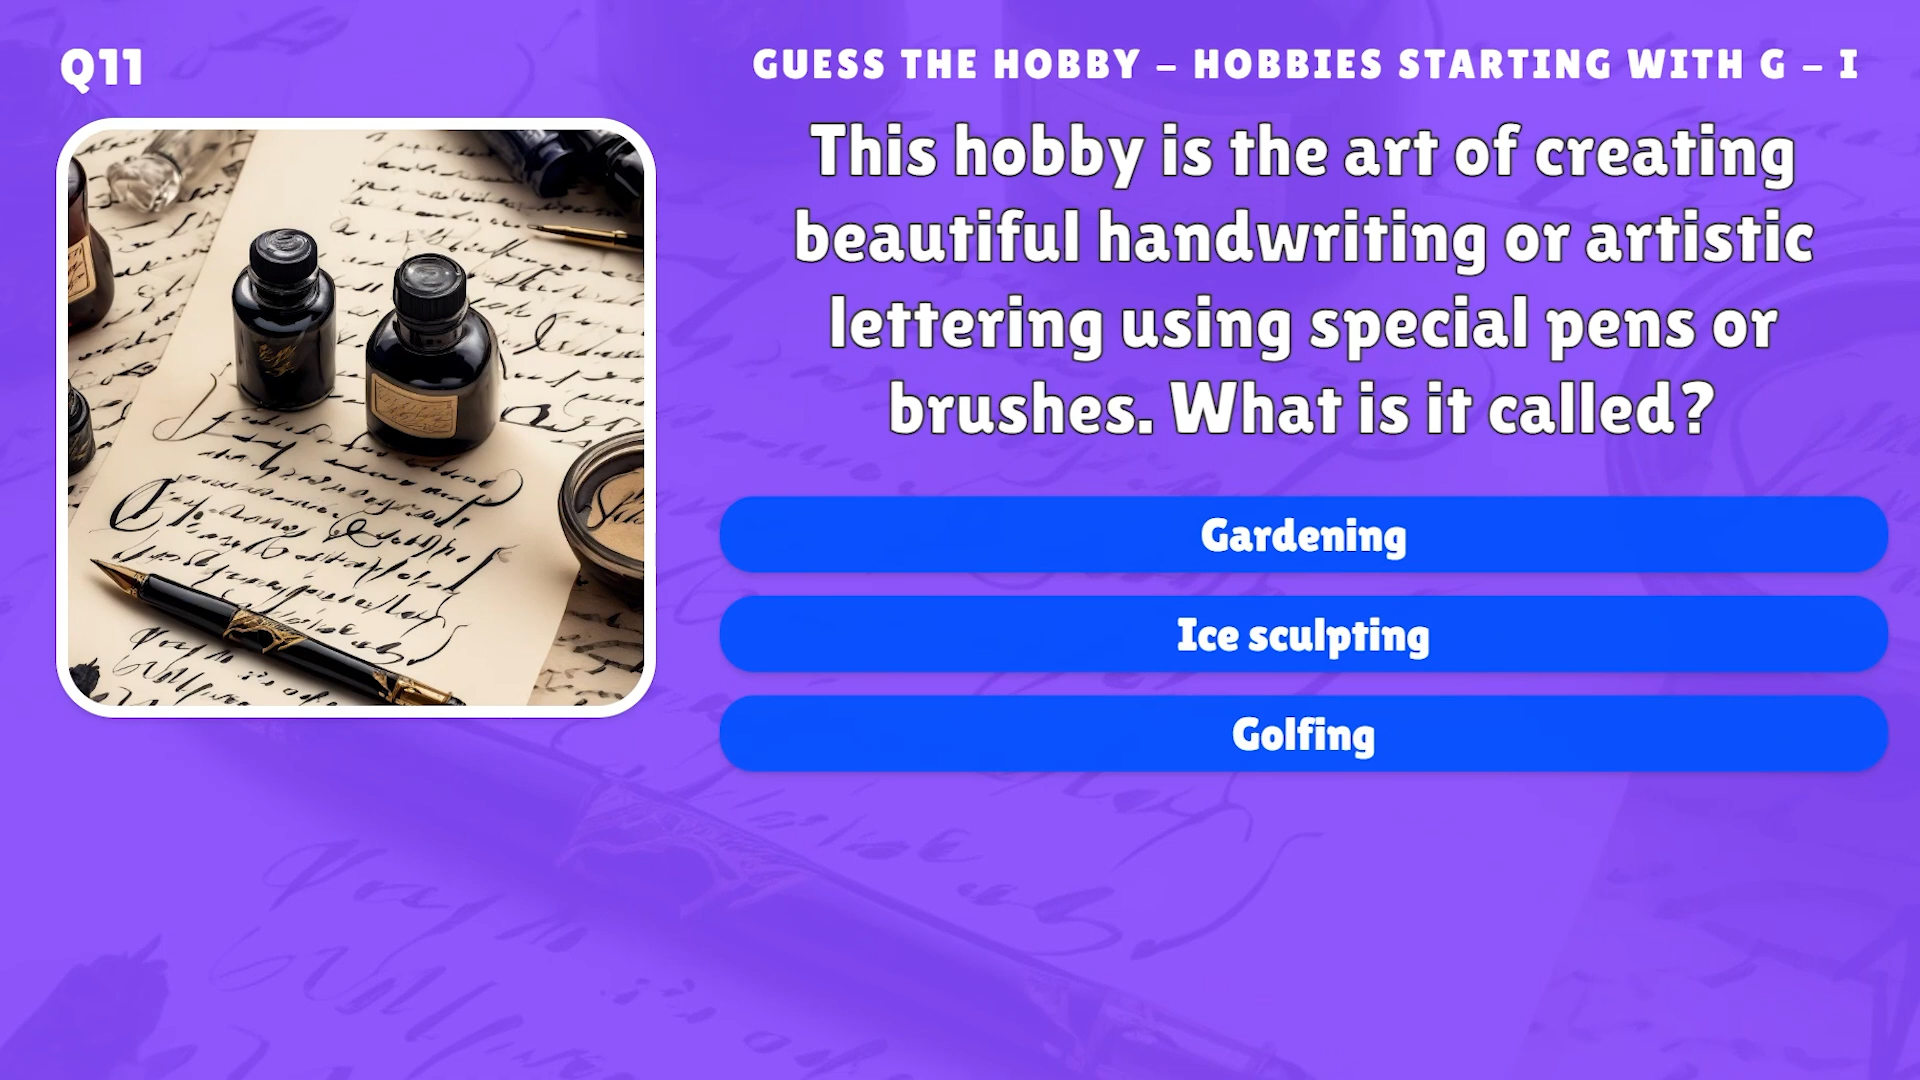 Q11
GUESS THE HOBBY – HOBBIES STARTING WITH G – I
This hobby is the art of creating
beautiful handwriting or artistic
lettering using special pens or
brushes. What is it called?
Gardening
Ice sculpting
Golfing